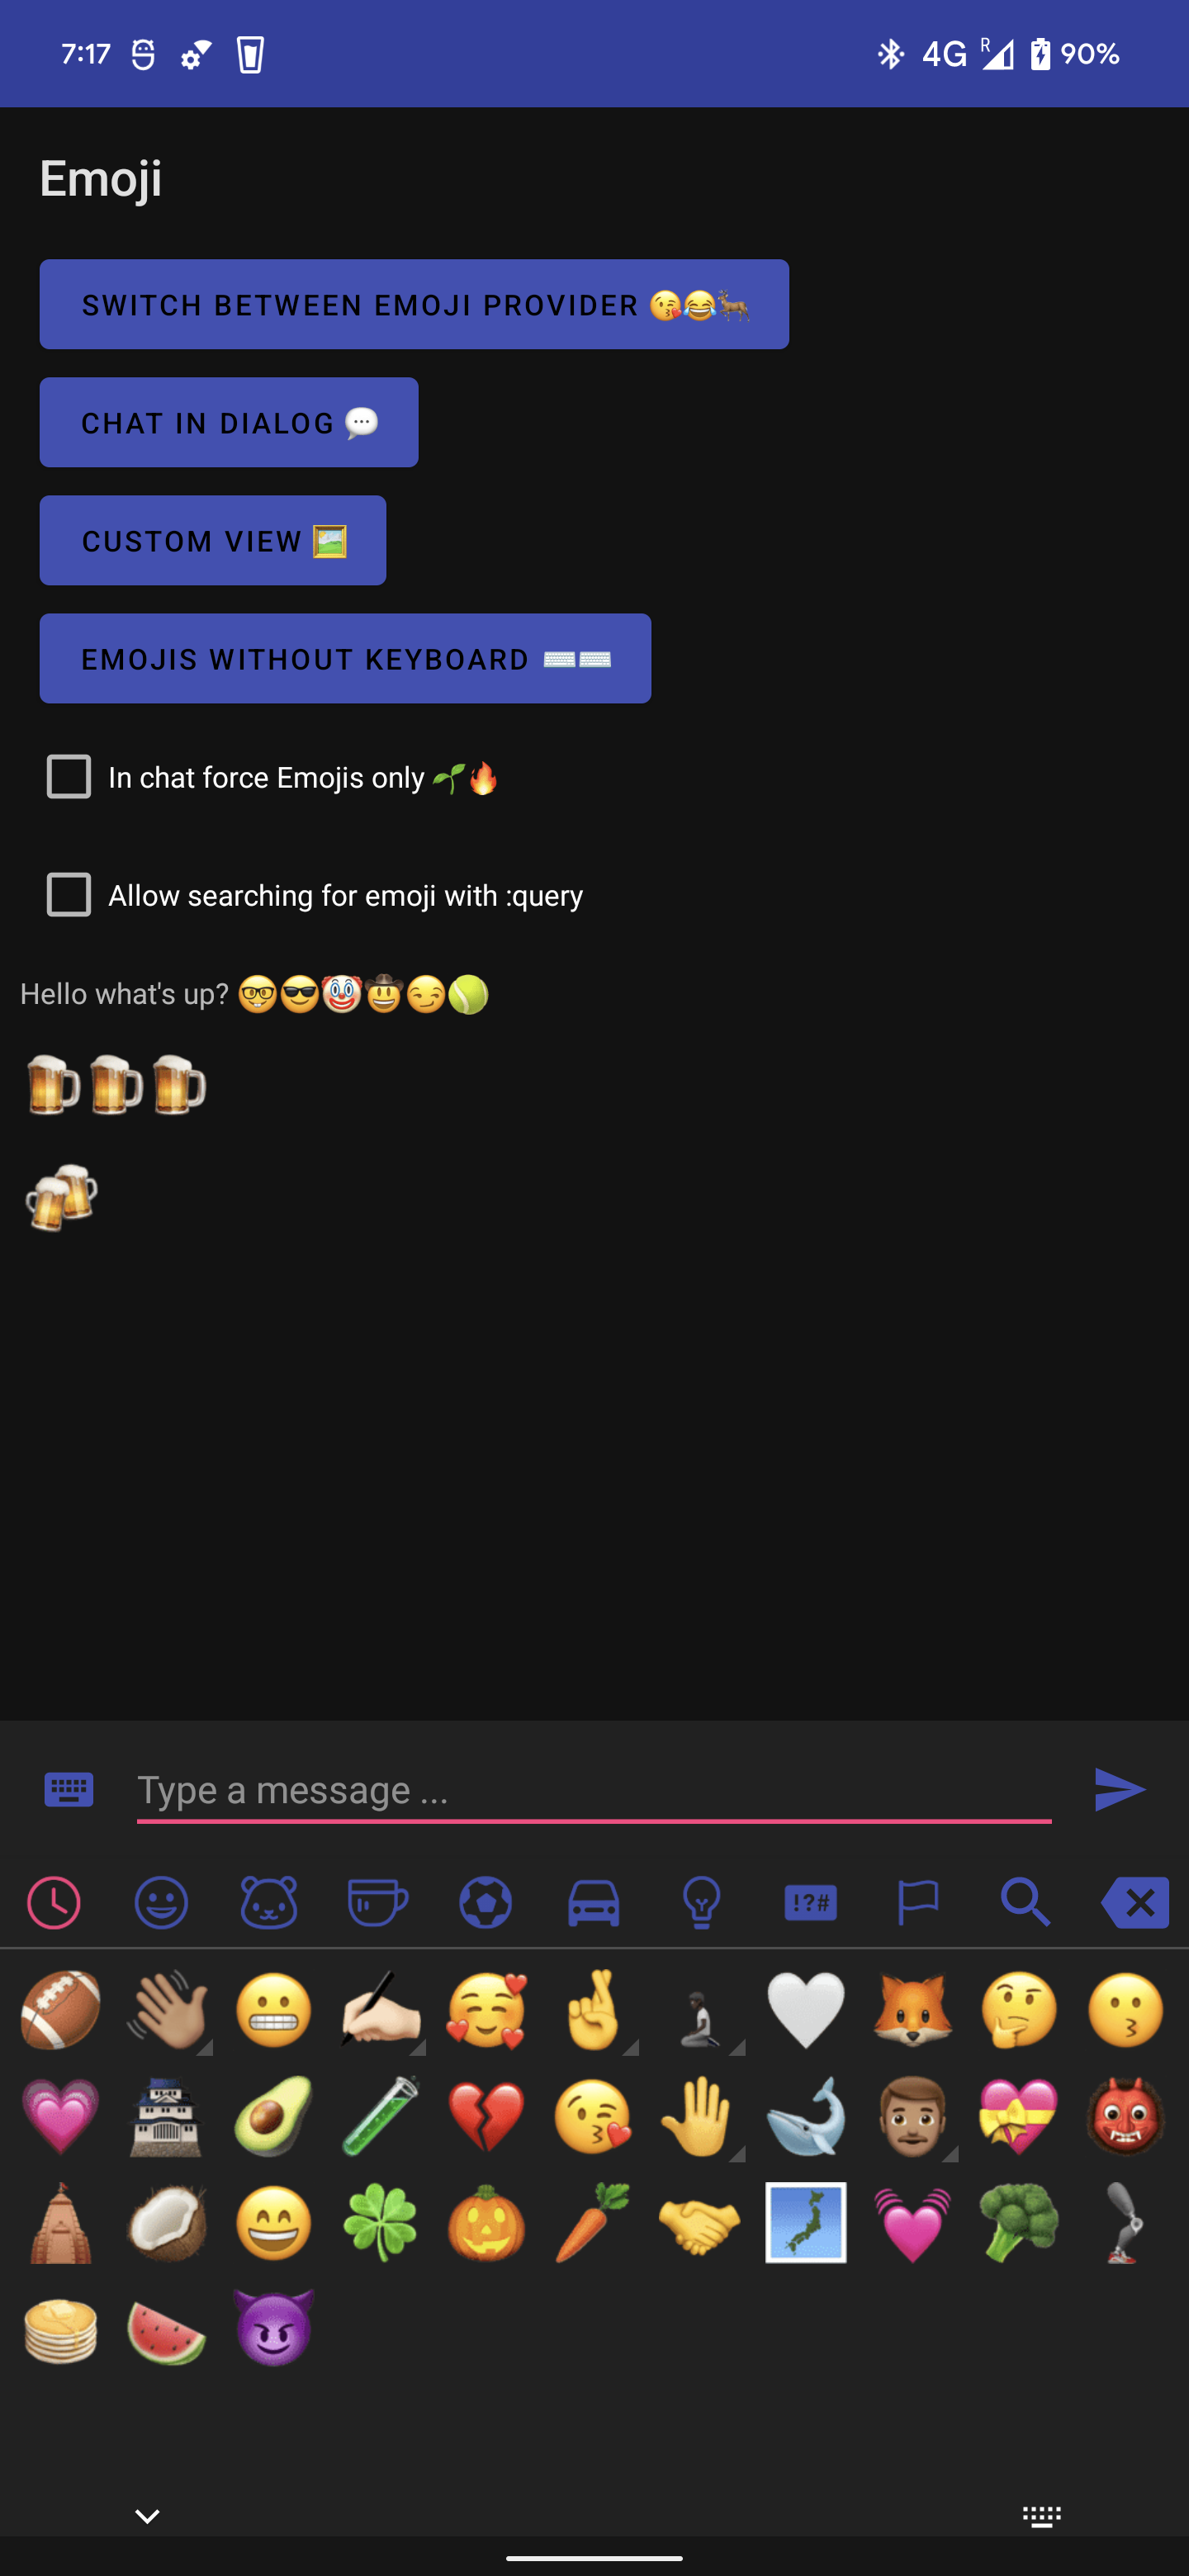 7:17 4G R 90%
Emoji
SWITCH BETWEEN EMOJI PROVIDER 😘😂🦌
CHAT IN DIALOG 💬
CUSTOM VIEW 🖼️
EMOJIS WITHOUT KEYBOARD ⌨️⌨️
In chat force Emojis only 🌱🔥
Allow searching for emoji with :query
Hello what's up? 🤓😎🤡🤠😏🎾
🍺🍺🍺
🍻
Type a message ...
!?#